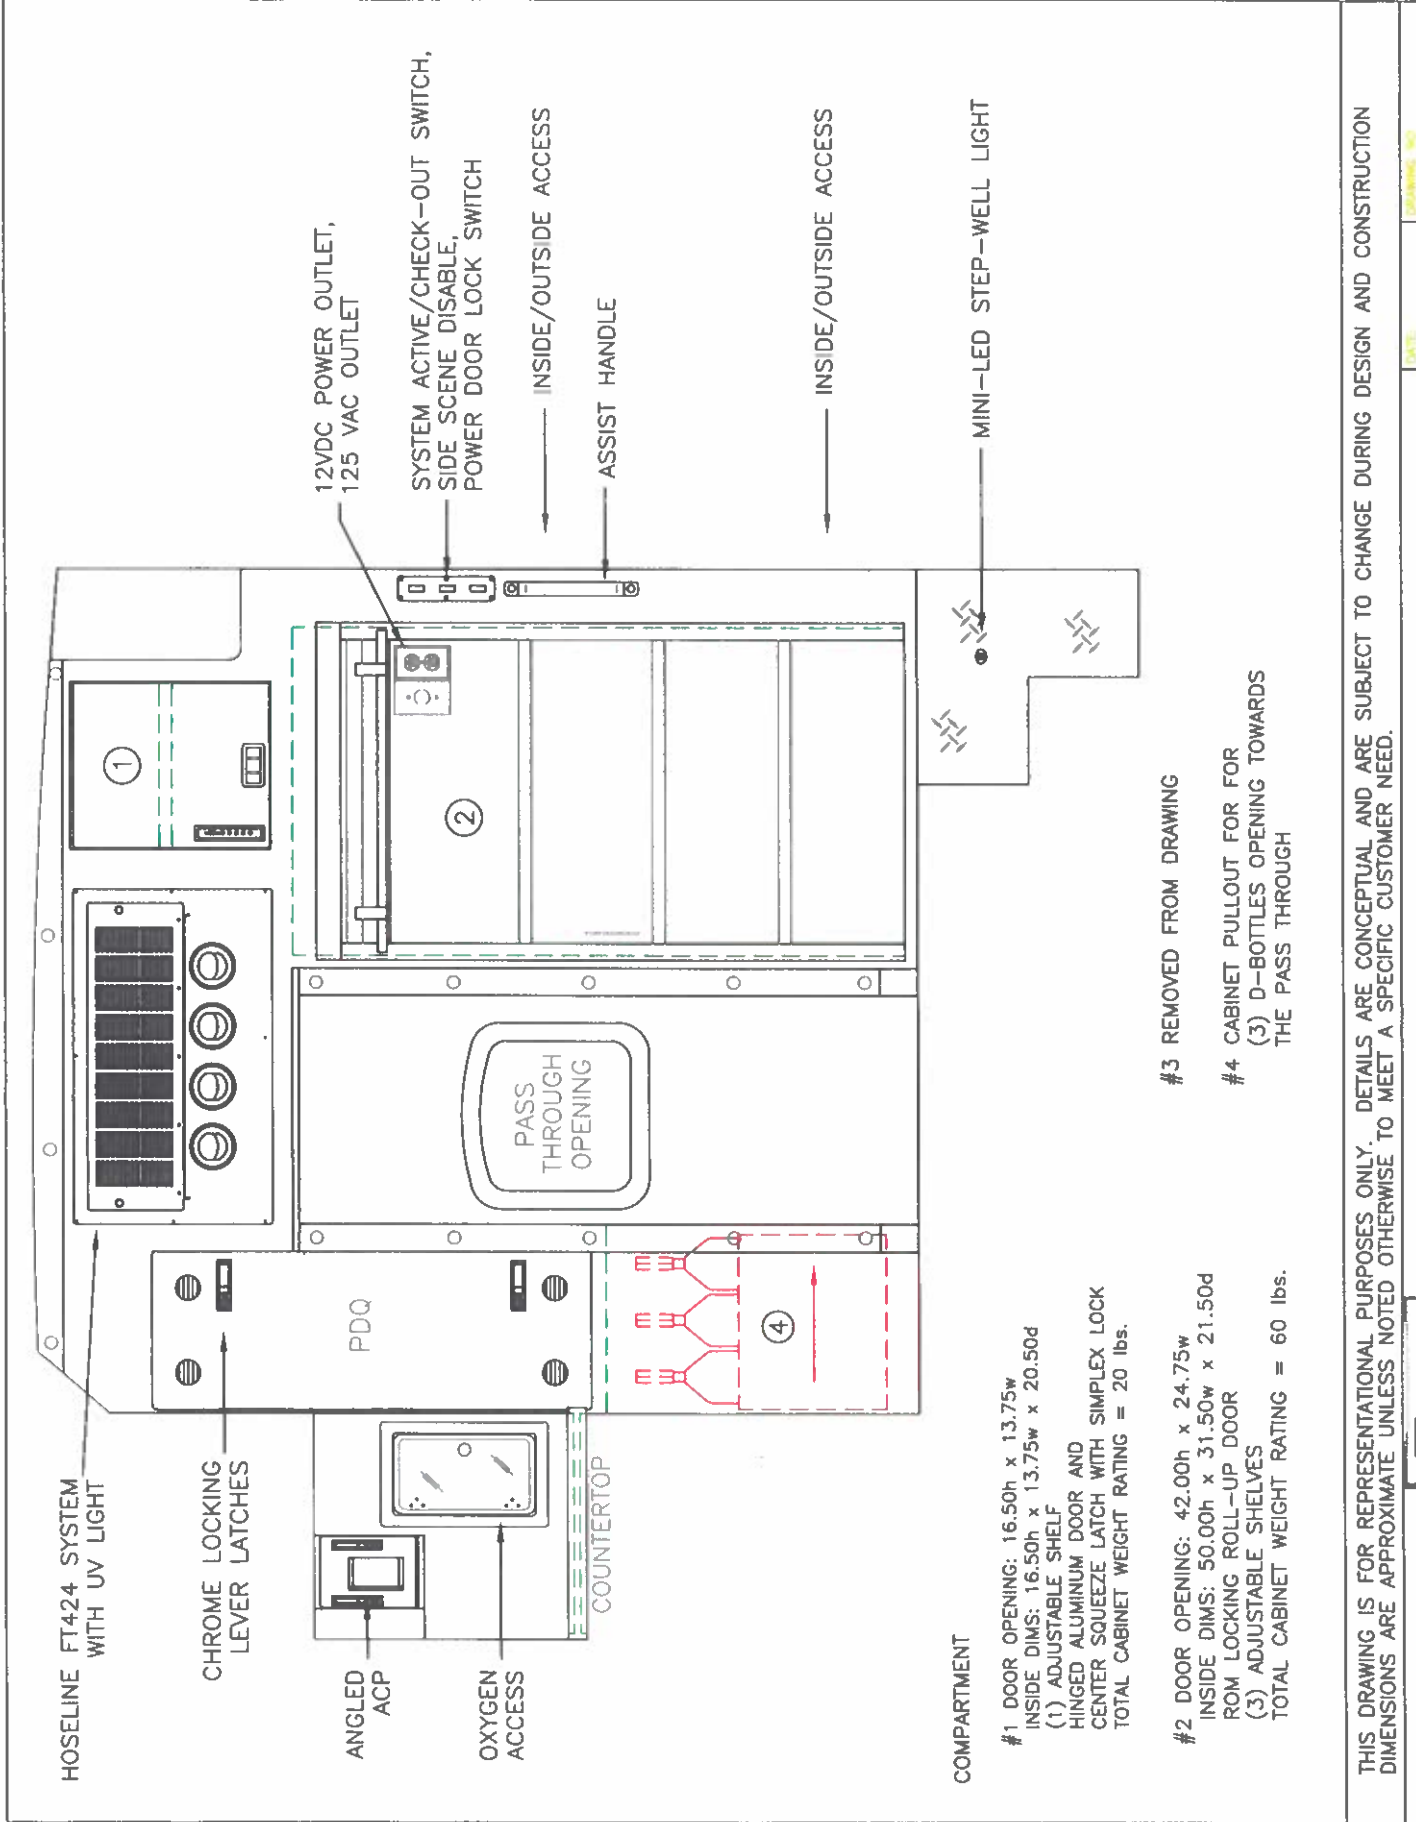 HOSELINE FT424 SYSTEM
WITH UV LIGHT
CHROME LOCKING
LEVER LATCHES
ANGLED
ACP
OXYGEN
ACCESS
COUNTERTOP
PDQ
PASS
THROUGH
OPENING
1
2
4
12VDC POWER OUTLET,
125 VAC OUTLET
SYSTEM ACTIVE/CHECK-OUT SWITCH,
SIDE SCENE DISABLE,
POWER DOOR LOCK SWITCH
INSIDE/OUTSIDE ACCESS
ASSIST HANDLE
INSIDE/OUTSIDE ACCESS
MINI-LED STEP-WELL LIGHT
COMPARTMENT
#1 DOOR OPENING: 16.50h x 13.75w
INSIDE DIMS: 16.50h x 13.75w x 20.50d
(1) ADJUSTABLE SHELF
HINGED ALUMINUM DOOR AND
CENTER SQUEEZE LATCH WITH SIMPLEX LOCK
TOTAL CABINET WEIGHT RATING = 20 lbs.
#2 DOOR OPENING: 42.00h x 24.75w
INSIDE DIMS: 50.00h x 31.50w x 21.50d
ROM LOCKING ROLL-UP DOOR
(3) ADJUSTABLE SHELVES
TOTAL CABINET WEIGHT RATING = 60 lbs.
#3 REMOVED FROM DRAWING
#4 CABINET PULLOUT FOR FOR
(3) D-BOTTLES OPENING TOWARDS
THE PASS THROUGH
THIS DRAWING IS FOR REPRESENTATIONAL PURPOSES ONLY. DETAILS ARE CONCEPTUAL AND ARE SUBJECT TO CHANGE DURING DESIGN AND CONSTRUCTION
DIMENSIONS ARE APPROXIMATE UNLESS NOTED OTHERWISE TO MEET A SPECIFIC CUSTOMER NEED.
DATE
DRAWING NO